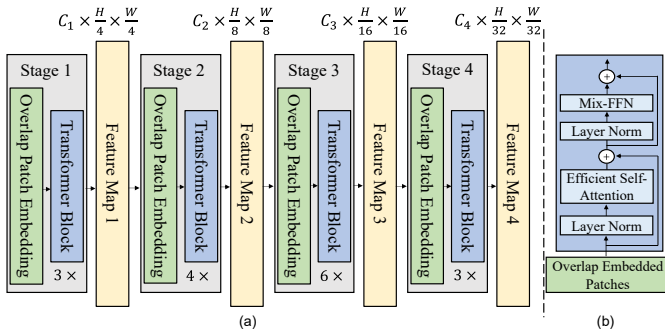 C₁ × H/4 × W/4
C₂ × H/8 × W/8
C₃ × H/16 × W/16
C₄ × H/32 × W/32
Stage 1
Overlap Patch Embedding
Transformer Block
3 ×
Feature Map 1
Stage 2
Overlap Patch Embedding
Transformer Block
4 ×
Feature Map 2
Stage 3
Overlap Patch Embedding
Transformer Block
6 ×
Feature Map 3
Stage 4
Overlap Patch Embedding
Transformer Block
3 ×
Feature Map 4
(a)
+
Mix-FFN
Layer Norm
+
Efficient Self-
Attention
Layer Norm
Overlap Embedded
Patches
(b)